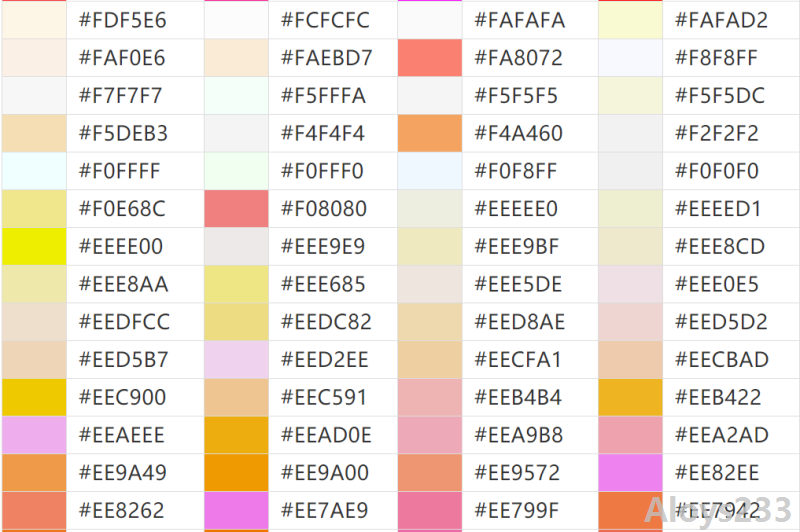 #FDF5E6 #FCFCFC #FAFAFA #FAFAD2
#FAF0E6 #FAEBD7 #FA8072 #F8F8FF
#F7F7F7 #F5FFFA #F5F5F5 #F5F5DC
#F5DEB3 #F4F4F4 #F4A460 #F2F2F2
#F0FFFF #F0FFF0 #F0F8FF #F0F0F0
#F0E68C #F08080 #EEEEE0 #EEEED1
#EEEE00 #EEE9E9 #EEE9BF #EEE8CD
#EEE8AA #EEE685 #EEE5DE #EEE0E5
#EEDFCC #EEDC82 #EED8AE #EED5D2
#EED5B7 #EED2EE #EECFA1 #EECBAD
#EEC900 #EEC591 #EEB4B4 #EEB422
#EEAEEE #EEAD0E #EEA9B8 #EEA2AD
#EE9A49 #EE9A00 #EE9572 #EE82EE
#EE8262 #EE7AE9 #EE799F #EE7942
Aloys233